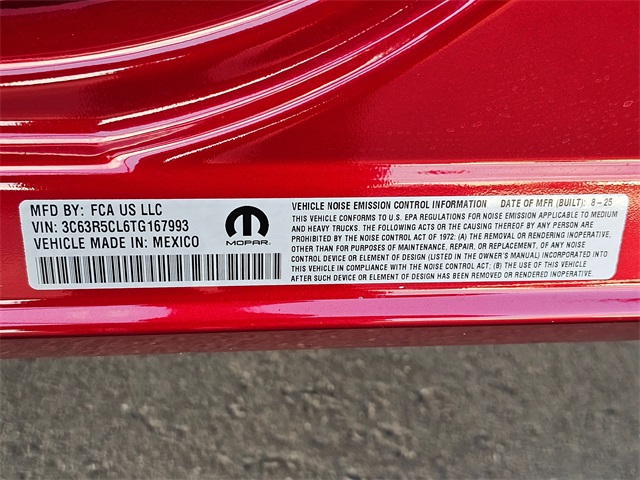 MFD BY: FCA US LLC
VIN: 3C63R5CL6TG167993
VEHICLE MADE IN: MEXICO
MOPAR
VEHICLE NOISE EMISSION CONTROL INFORMATION DATE OF MFR (BUILT): 8-25
THIS VEHICLE CONFORMS TO U.S. EPA REGULATIONS FOR NOISE EMISSION APPLICABLE TO MEDIUM
AND HEAVY TRUCKS. THE FOLLOWING ACTS OR THE CAUSING THEREOF BY ANY PERSON ARE
PROHIBITED BY THE NOISE CONTROL ACT OF 1972: (A) THE REMOVAL OR RENDERING INOPERATIVE,
OTHER THAN FOR PURPOSES OF MAINTENANCE, REPAIR, OR REPLACEMENT, OF ANY NOISE
CONTROL DEVICE OR ELEMENT OF DESIGN (LISTED IN THE OWNER'S MANUAL) INCORPORATED INTO
THIS VEHICLE IN COMPLIANCE WITH THE NOISE CONTROL ACT; (B) THE USE OF THIS VEHICLE
AFTER SUCH DEVICE OR ELEMENT OF DESIGN HAS BEEN REMOVED OR RENDERED INOPERATIVE.